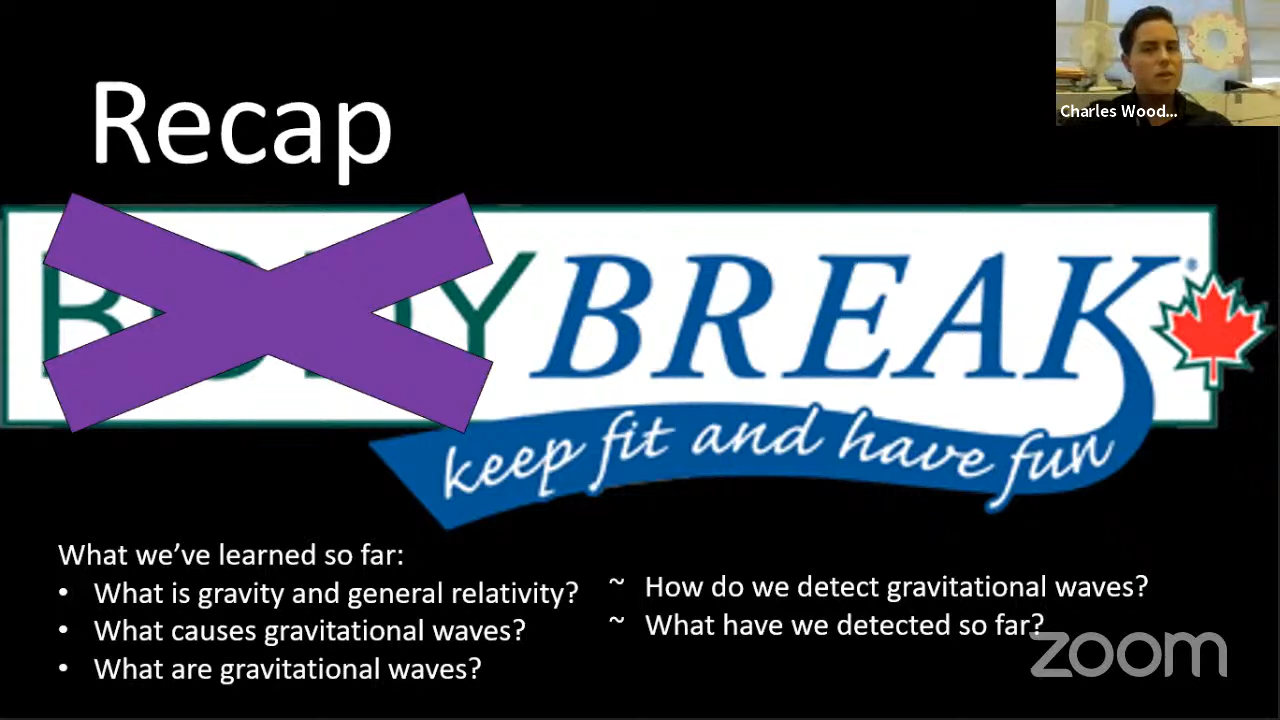 Recap
Charles Wood...
BREAK®
keep fit and have fun
What we've learned so far:
• What is gravity and general relativity?
• What causes gravitational waves?
• What are gravitational waves?
~ How do we detect gravitational waves?
~ What have we detected so far?
zoom